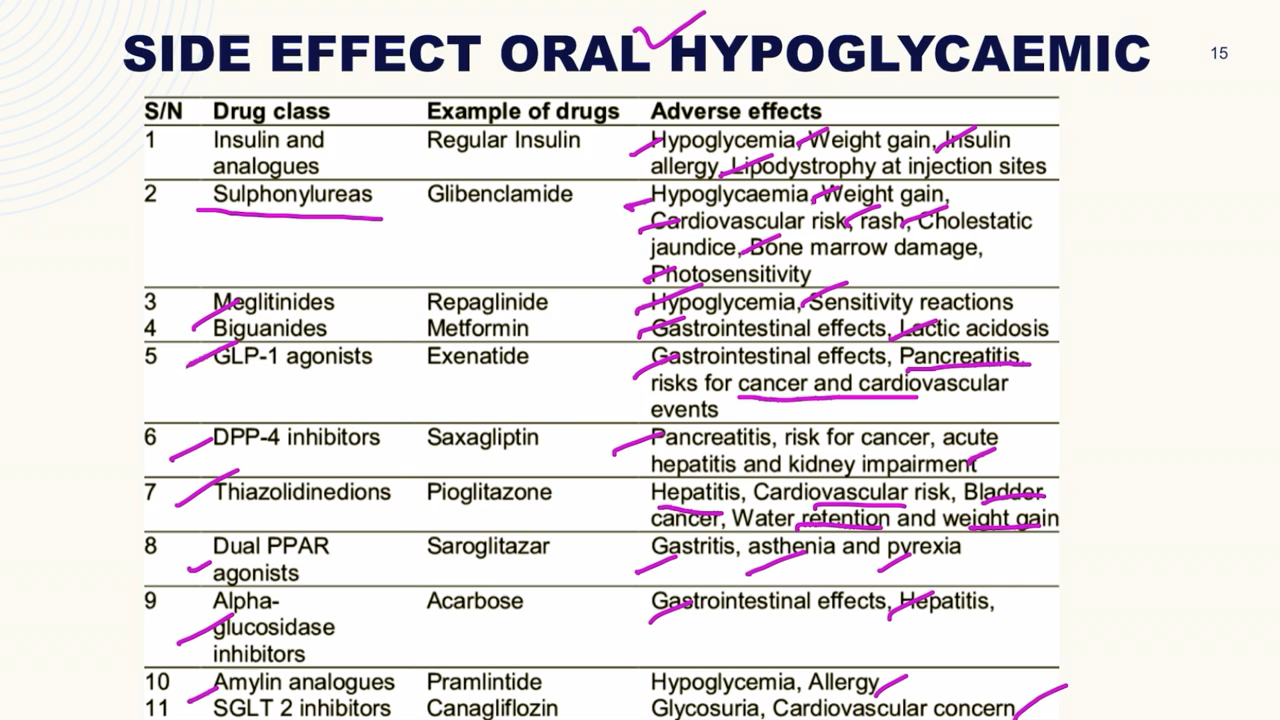 SIDE EFFECT ORAL HYPOGLYCAEMIC
15
S/N Drug class Example of drugs Adverse effects
1 Insulin and Regular Insulin Hypoglycemia, Weight gain, Insulin
analogues allergy, Lipodystrophy at injection sites
2 Sulphonylureas Glibenclamide Hypoglycaemia, Weight gain,
Cardiovascular risk, rash, Cholestatic
jaundice, Bone marrow damage,
Photosensitivity
3 Meglitinides Repaglinide Hypoglycemia, Sensitivity reactions
4 Biguanides Metformin Gastrointestinal effects, Lactic acidosis
5 GLP-1 agonists Exenatide Gastrointestinal effects, Pancreatitis,
risks for cancer and cardiovascular
events
6 DPP-4 inhibitors Saxagliptin Pancreatitis, risk for cancer, acute
hepatitis and kidney impairment
7 Thiazolidinedions Pioglitazone Hepatitis, Cardiovascular risk, Bladder
cancer, Water retention and weight gain
8 Dual PPAR Saroglitazar Gastritis, asthenia and pyrexia
agonists
9 Alpha- Acarbose Gastrointestinal effects, Hepatitis,
glucosidase
inhibitors
10 Amylin analogues Pramlintide Hypoglycemia, Allergy
11 SGLT 2 inhibitors Canagliflozin Glycosuria, Cardiovascular concern